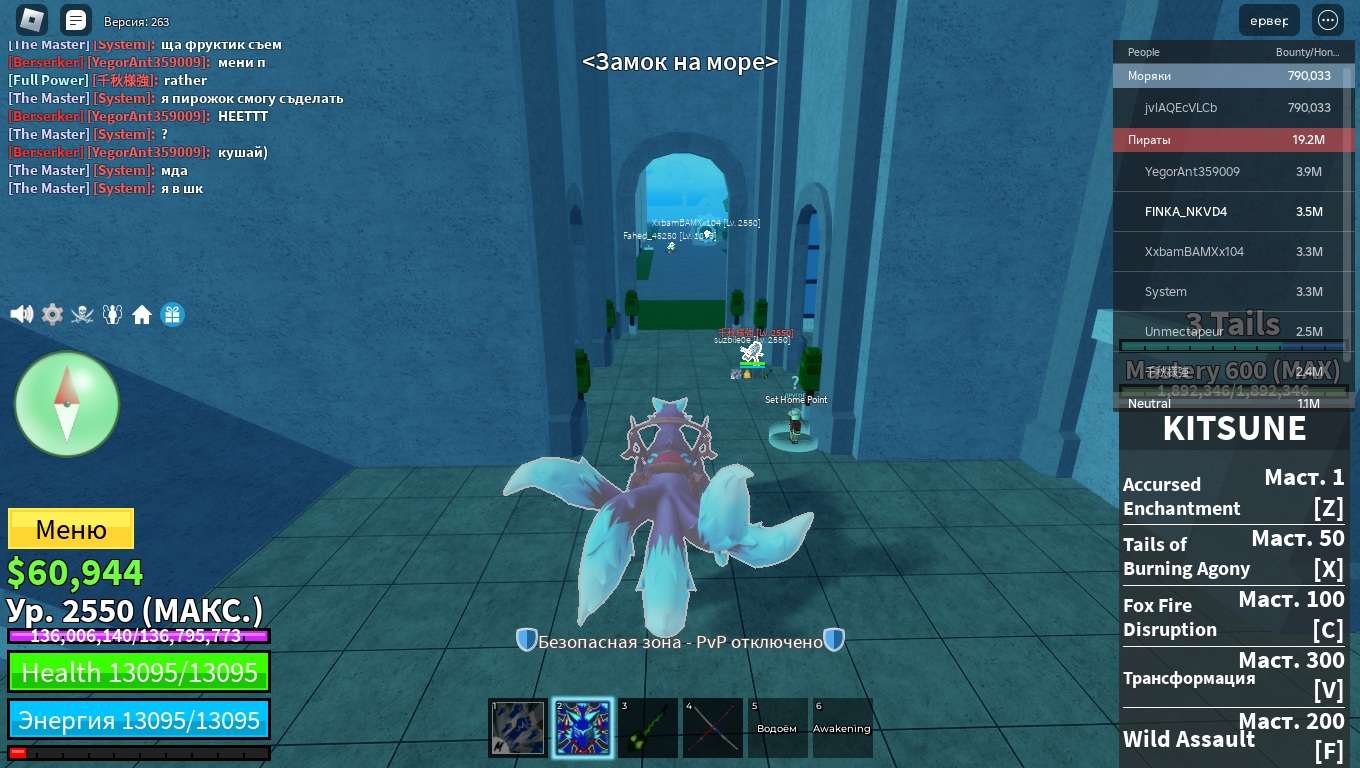 Версия: 263
ервер
[The Master] [System]: ща фруктик съем
[Berserker] [YegorAnt359009]: мени п
[Full Power] [千秋様強]: rather
[The Master] [System]: я пирожок смогу съделать
[Berserker] [YegorAnt359009]: НЕЕТТТ
[The Master] [System]: ?
[Berserker] [YegorAnt359009]: кушай)
[The Master] [System]: мда
[The Master] [System]: я в шк
<Замок на море>
People Bounty/Hon...
Моряки 790,033
jvlAQEcVLCb 790,033
Пираты 19.2M
YegorAnt359009 3.9M
FINKA_NKVD4 3.5M
XxbamBAMXx104 3.3M
System 3.3M
Unmectapeur 2.5M
千秋様強 2.4M
Neutral 1.1M
3 Tails
Mastery 600 (MAX)
1,892,346/1,892,346
XxbamBAMXx104 [Lv. 2550]
Fahed_45250
千秋様強 [Lv. 2550]
suzbile0e [Lv. 2550]
?
Set Home Point
KITSUNE
Accursed Enchantment Маст. 1 [Z]
Tails of Burning Agony Маст. 50 [X]
Fox Fire Disruption Маст. 100 [C]
Трансформация Маст. 300 [V]
Wild Assault Маст. 200 [F]
Меню
$60,944
Ур. 2550 (МАКС.)
136,006,140/136,795,773
Health 13095/13095
Энергия 13095/13095
Безопасная зона - PvP отключено
1
2
3
4
5
Водоём
6
Awakening